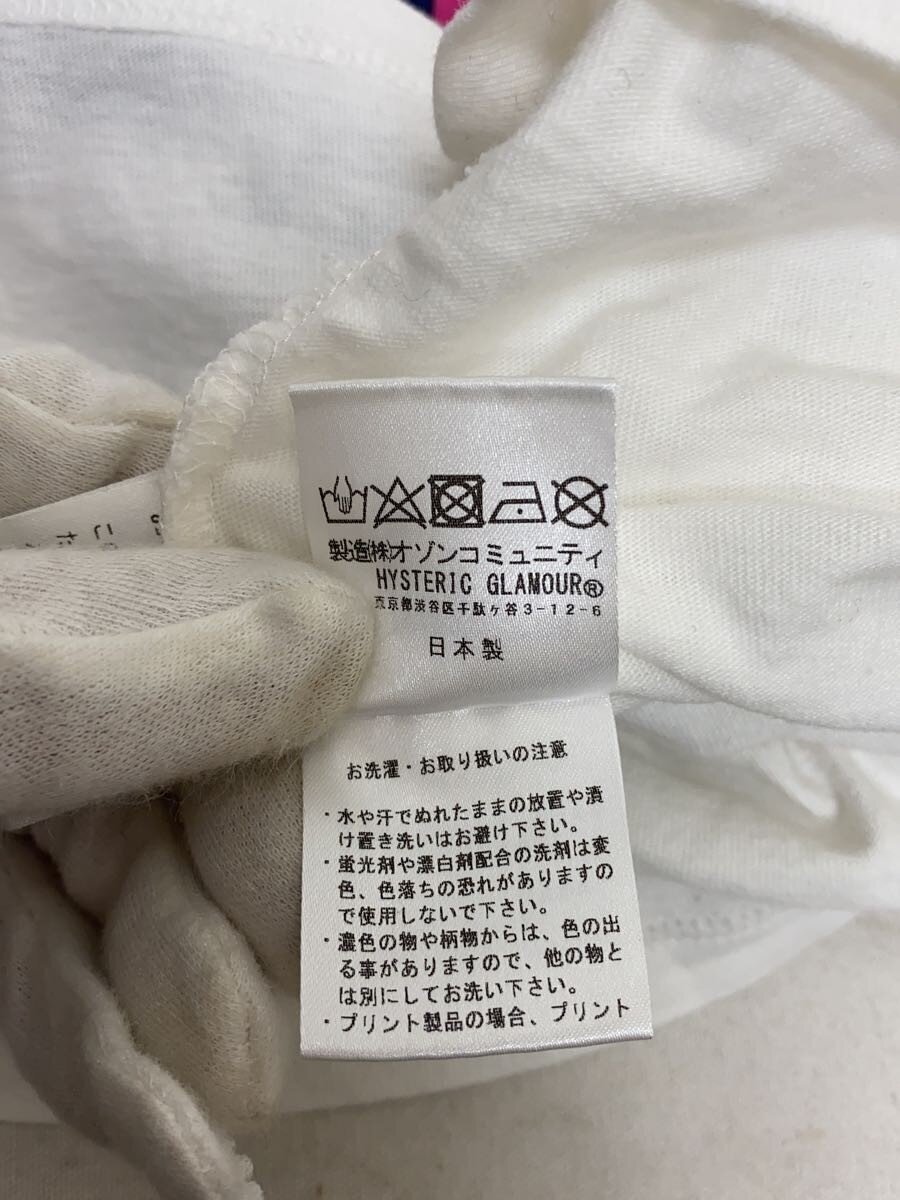 製造(株)オゾンコミュニティ
HYSTERIC GLAMOUR®
東京都渋谷区千駄ヶ谷3-12-6
日本製
お洗濯・お取り扱いの注意
・水や汗でぬれたままの放置や漬
け置き洗いはお避け下さい。
・蛍光剤や漂白剤配合の洗剤は変
色、色落ちの恐れがありますの
で使用しないで下さい。
・濃色の物や柄物からは、色の出
る事がありますので、他の物と
は別にしてお洗い下さい。
・プリント製品の場合、プリント